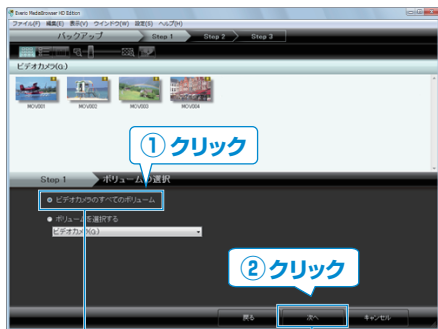 Everio MediaBrowser HD Edition
ファイル(F) 編集(E) 表示(V) ウインドウ(W) 設定(S) ヘルプ(H)
バックアップ Step 1 Step 2 Step 3
ビデオカメラ(G:)
MOV001 MOV002 MOV003 MOV004
①クリック
Step 1 ボリュームの選択
ビデオカメラのすべてのボリューム
ボリュームを選択する
ビデオカメラ(G:)
②クリック
戻る 次へ キャンセル